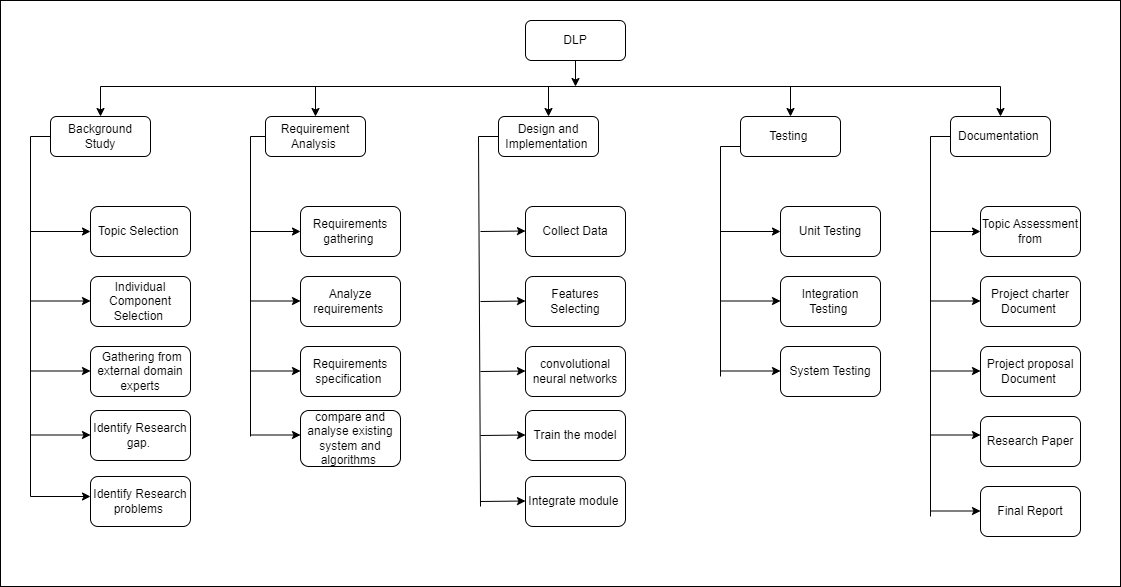 DLP
Background
Study
Requirement
Analysis
Design and
Implementation
Testing
Documentation
Topic Selection
Individual
Component
Selection
Gathering from
external domain
experts
Identify Research
gap.
Identify Research
problems
Requirements
gathering
Analyze
requirements
Requirements
specification
compare and
analyse existing
system and
algorithms
Collect Data
Features
Selecting
convolutional
neural networks
Train the model
Integrate module
Unit Testing
Integration
Testing
System Testing
Topic Assessment
from
Project charter
Document
Project proposal
Document
Research Paper
Final Report